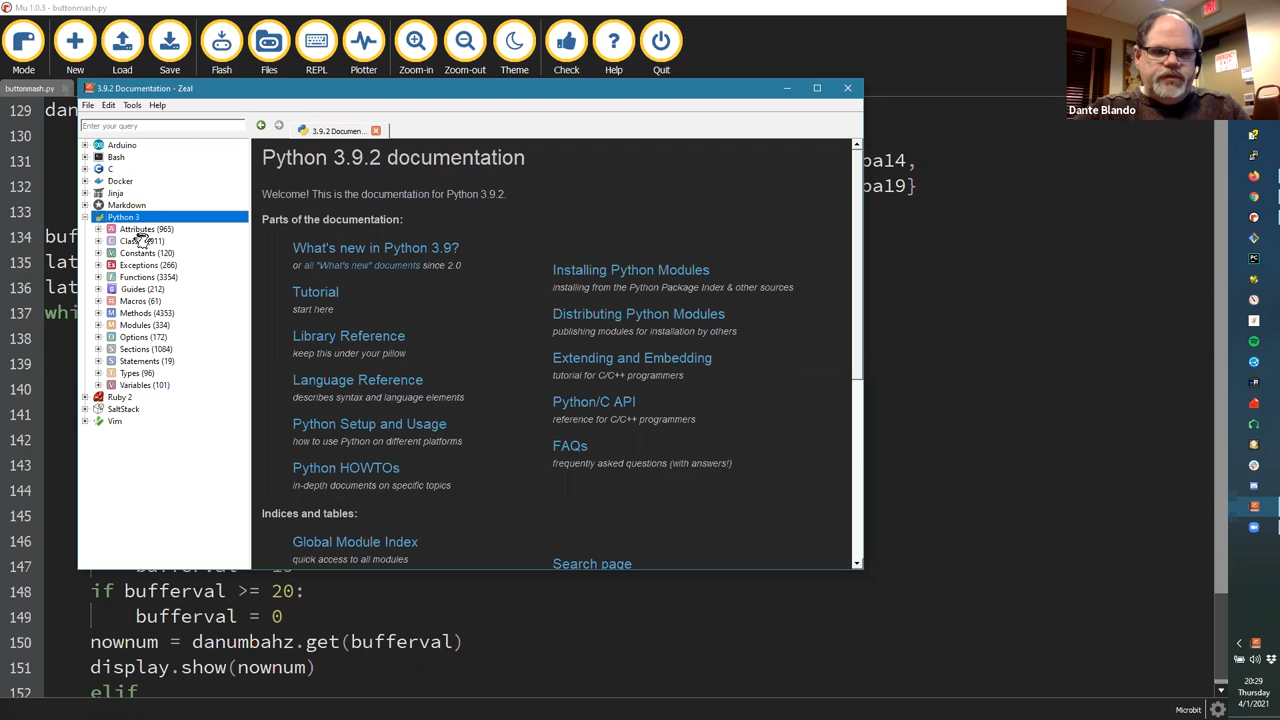 Mu 1.0.3 - buttonmash.py
Mode
New
Load
Save
Flash
Files
REPL
Plotter
Zoom-in
Zoom-out
Theme
Check
Help
Quit
Dante Blando
buttonmash.py
3.9.2 Documentation - Zeal
File Edit Tools Help
Enter your query
3.9.2 Documen...
Arduino
Bash
C
Docker
Jinja
Markdown
Python 3
Attributes (965)
Constants (120)
Exceptions (266)
Functions (3354)
Guides (212)
Macros (61)
Methods (4353)
Modules (334)
Options (172)
Sections (1084)
Statements (19)
Types (96)
Variables (101)
Ruby 2
SaltStack
Vim
Python 3.9.2 documentation
Welcome! This is the documentation for Python 3.9.2.
Parts of the documentation:
What's new in Python 3.9?
or all "What's new" documents since 2.0
Tutorial
start here
Library Reference
keep this under your pillow
Language Reference
describes syntax and language elements
Python Setup and Usage
how to use Python on different platforms
Python HOWTOs
in-depth documents on specific topics
Installing Python Modules
installing from the Python Package Index & other sources
Distributing Python Modules
publishing modules for installation by others
Extending and Embedding
tutorial for C/C++ programmers
Python/C API
reference for C/C++ programmers
FAQs
frequently asked questions (with answers!)
Indices and tables:
Global Module Index
quick access to all modules
Search page
129 dan
130
131 ba14,
132 ba19}
133
134 buf
135 lat
136 lat
137 whi
138
139
140
141
142
143
144
145
146
147
148 if bufferval >= 20:
149 bufferval = 0
150 nownum = danumbahz.get(bufferval)
151 display.show(nownum)
152 elif
Microbit
20:29
Thursday
4/1/2021